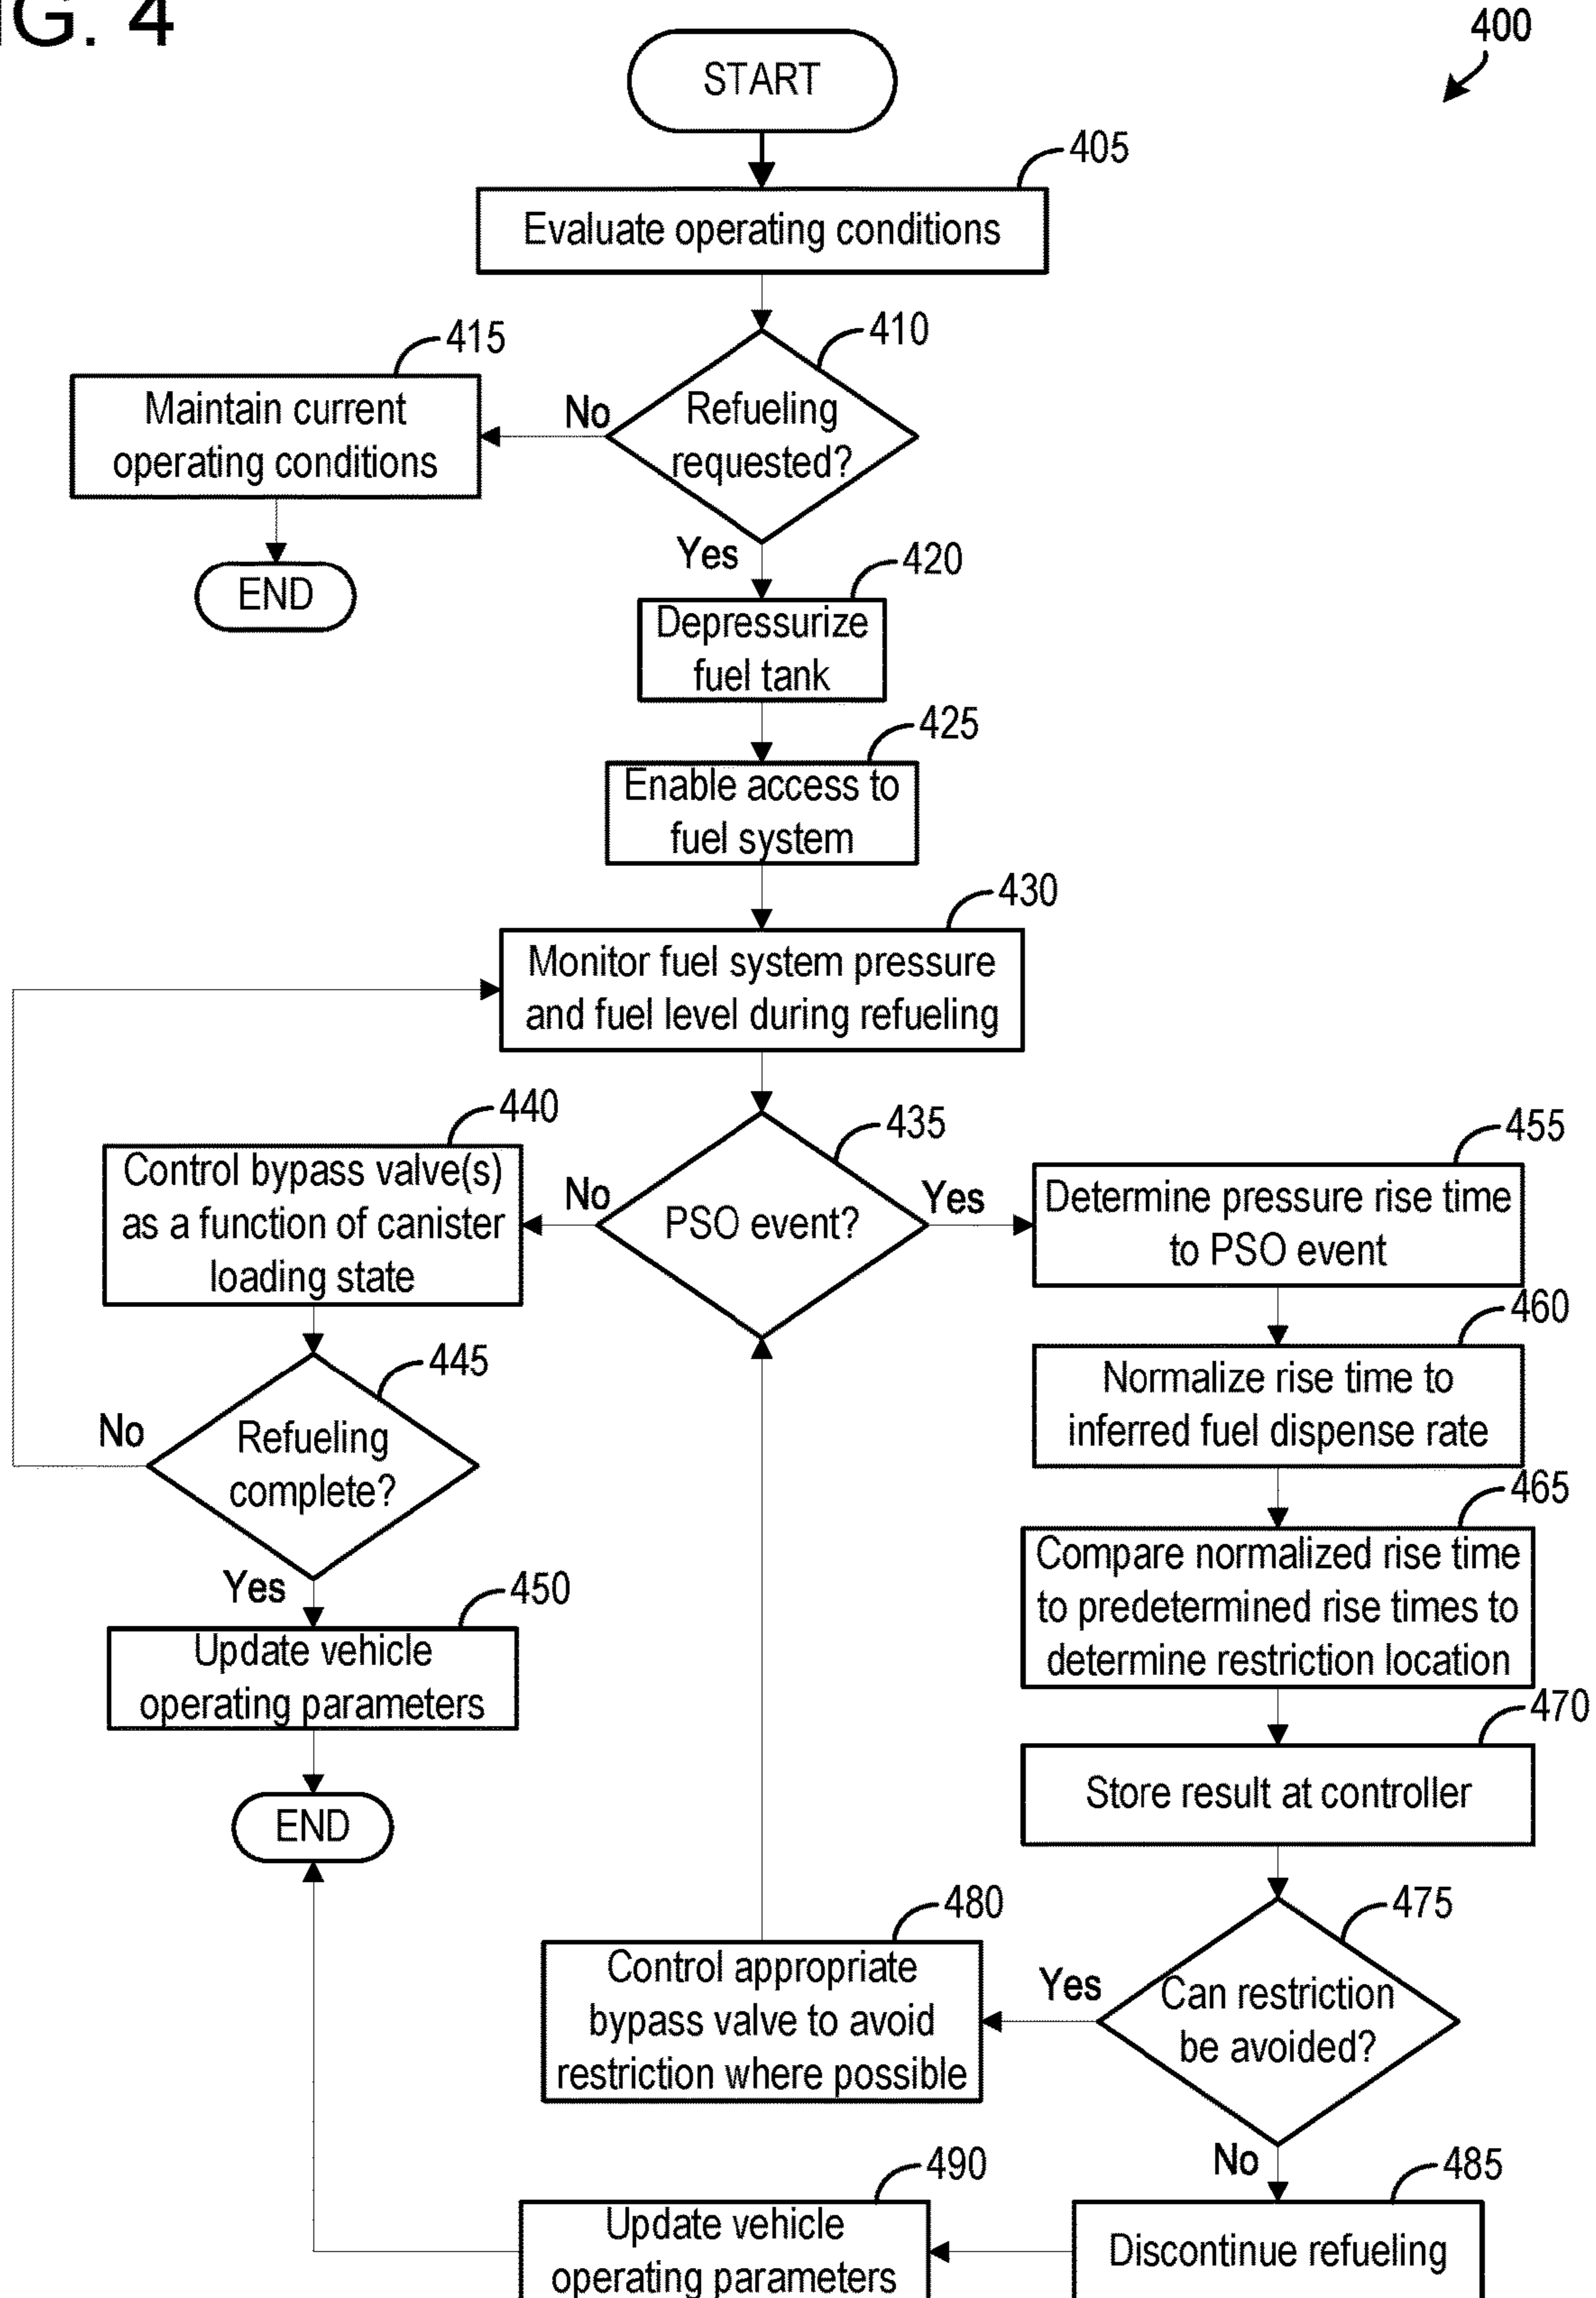 G. 4
400
START
405
Evaluate operating conditions
410
Refueling
requested?
No
415
Maintain current
operating conditions
END
Yes
420
Depressurize
fuel tank
425
Enable access to
fuel system
430
Monitor fuel system pressure
and fuel level during refueling
435
PSO event?
No
440
Control bypass valve(s)
as a function of canister
loading state
445
Refueling
complete?
No
Yes
450
Update vehicle
operating parameters
END
Yes
455
Determine pressure rise time
to PSO event
460
Normalize rise time to
inferred fuel dispense rate
465
Compare normalized rise time
to predetermined rise times to
determine restriction location
470
Store result at controller
475
Can restriction
be avoided?
Yes
480
Control appropriate
bypass valve to avoid
restriction where possible
No
485
Discontinue refueling
490
Update vehicle
operating parameters